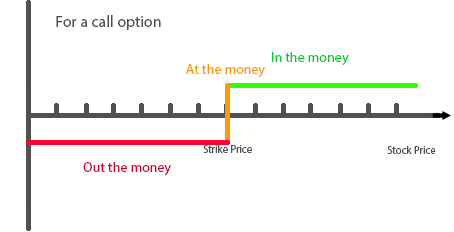 For a call option
In the money
At the money
Strike Price
Stock Price
Out the money